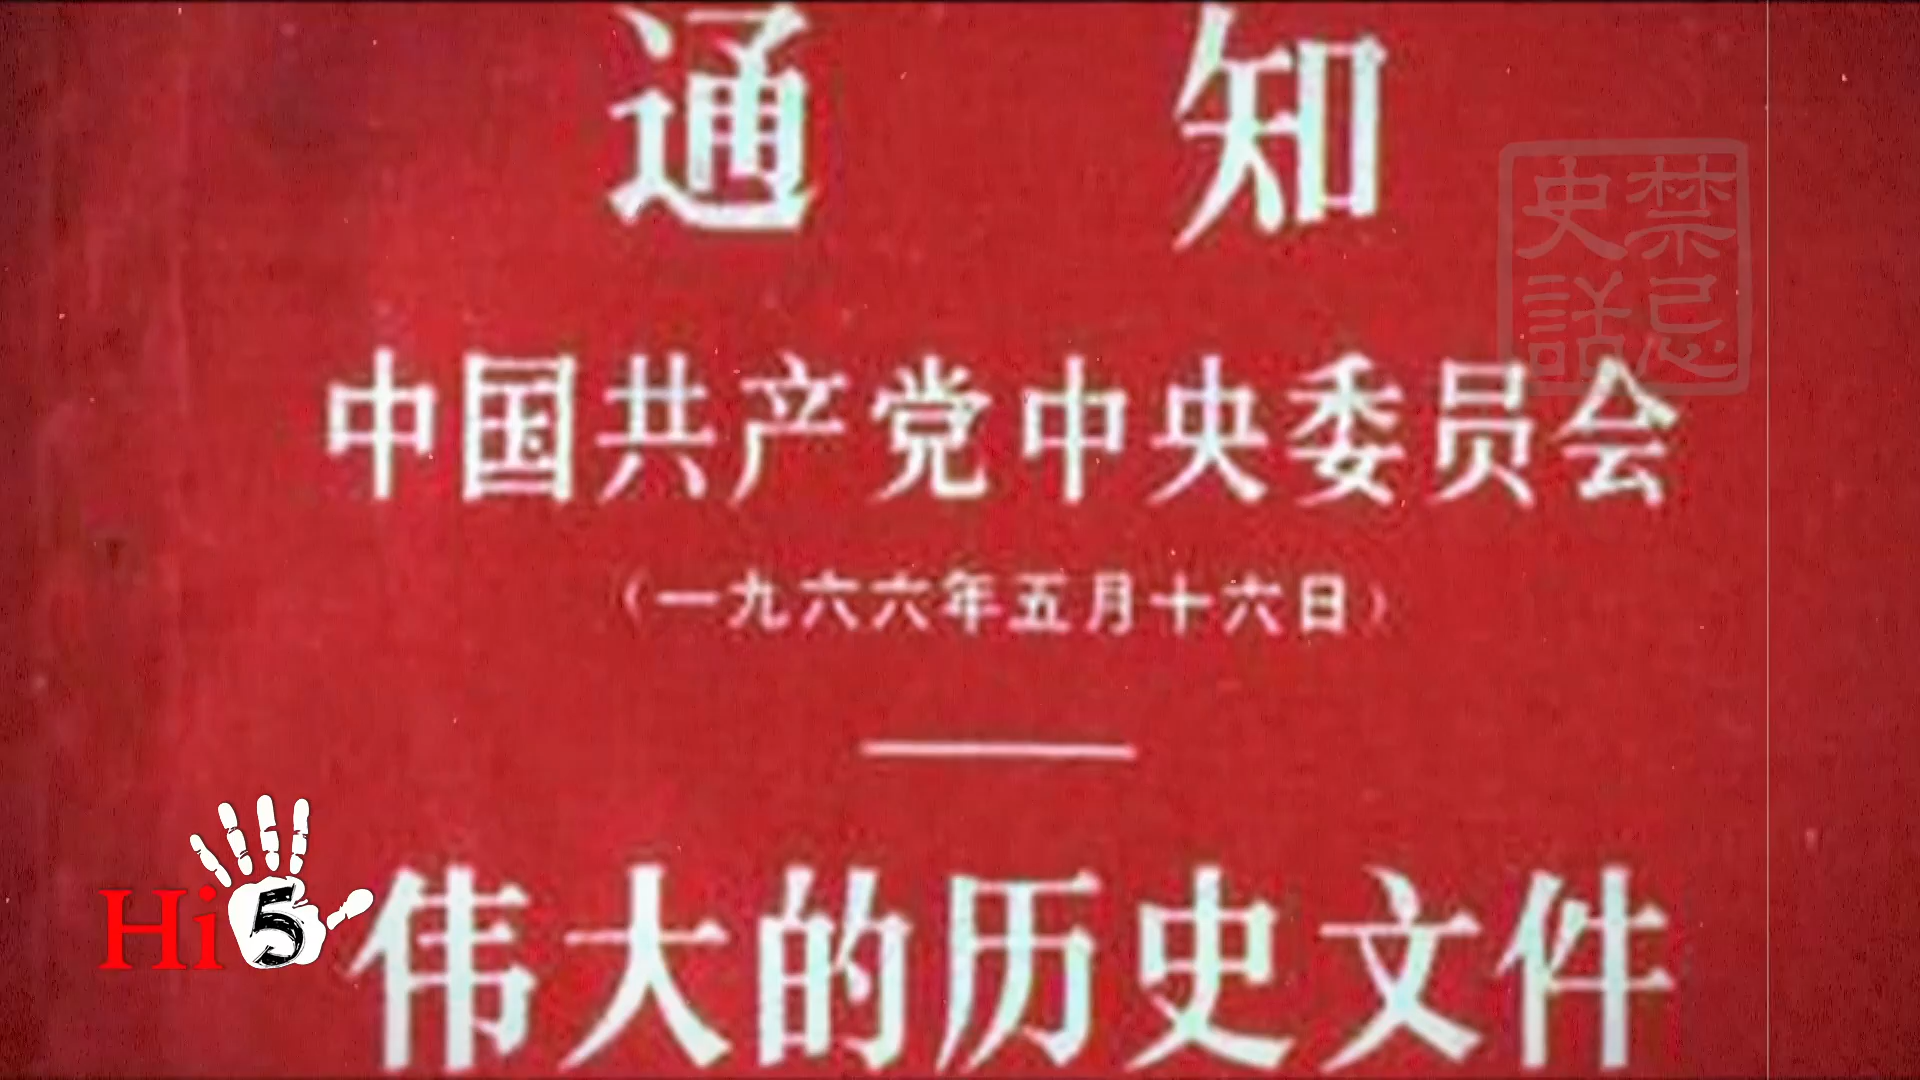 通 知
禁忌
史話
中国共产党中央委员会
（一九六六年五月十六日）
Hi5
伟大的历史文件